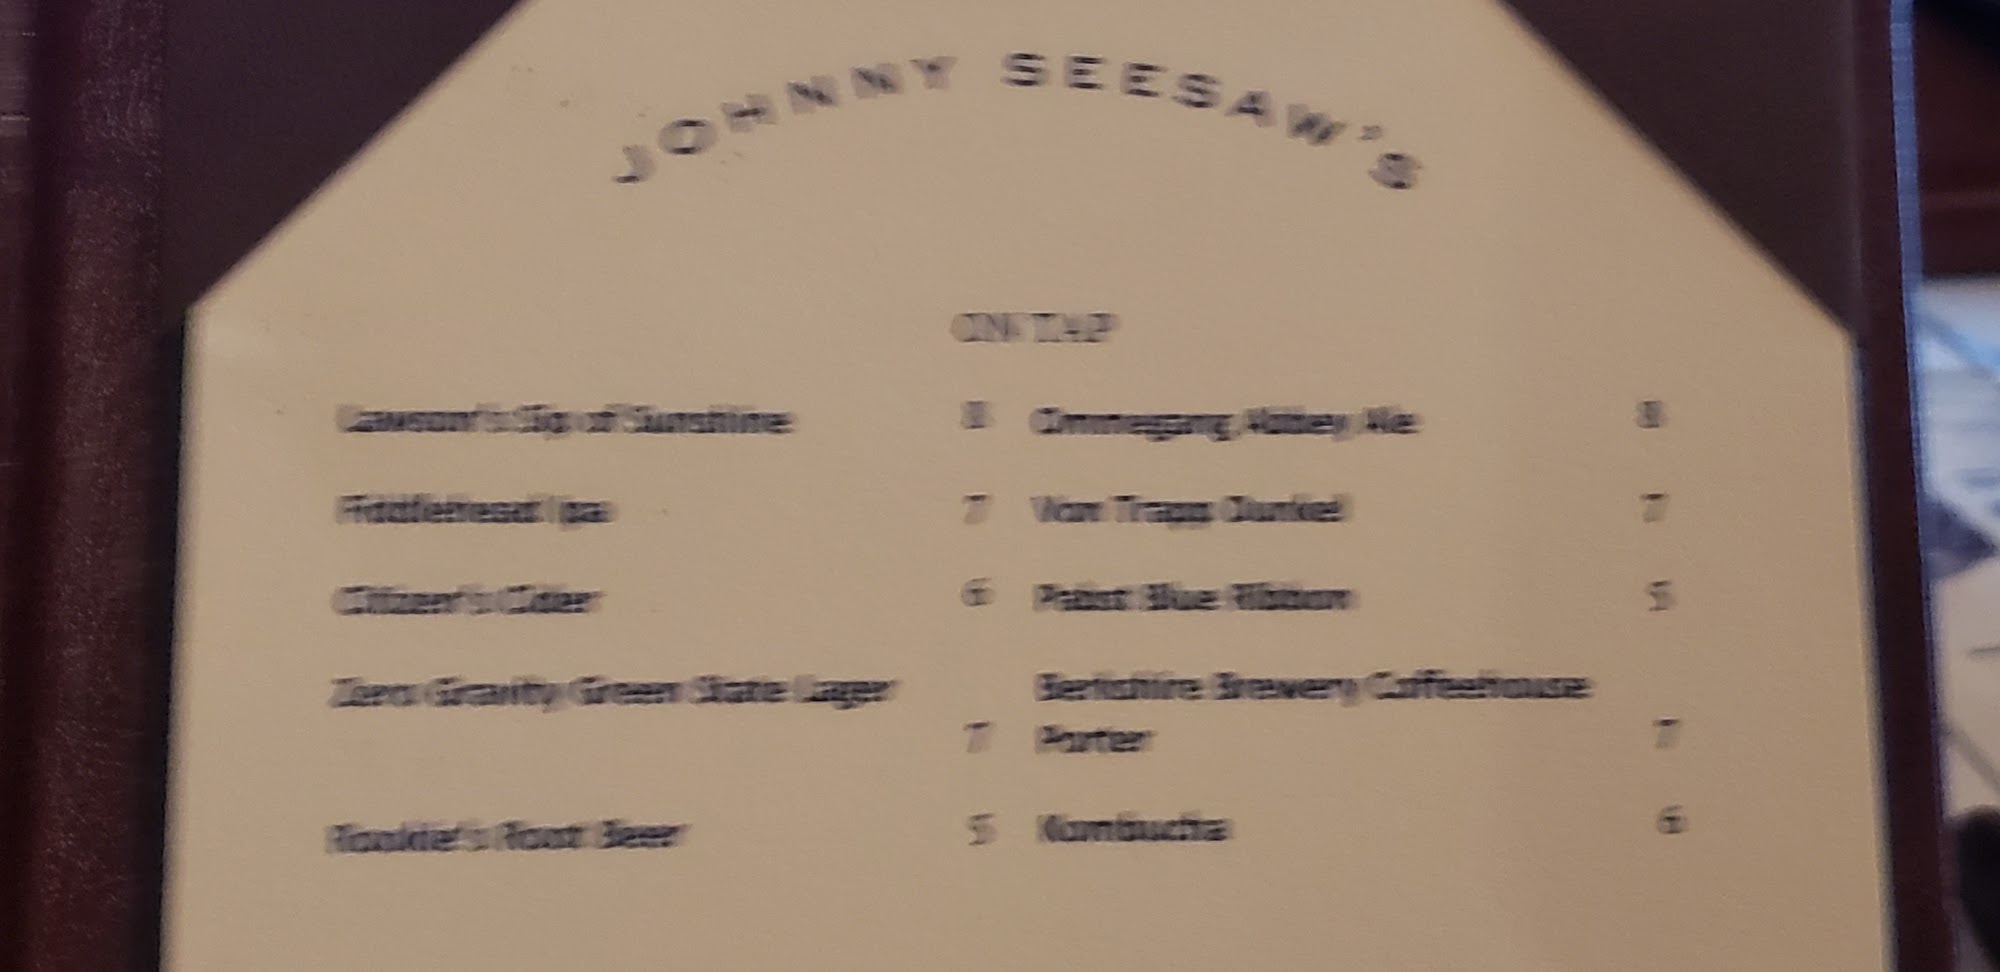 JOHNNY SEESAW'S
ON TAP
Lawson's Sip of Sunshine 8
Fiddlehead Ipa 7
Citizen's Cider 6
Zero Gravity Green State Lager
7
Rookie's Root Beer 5
Ommegang Abbey Ale 8
Von Trapp Dunkel 7
Pabst Blue Ribbon 5
Berkshire Brewery Coffeehouse
Porter 7
Kombucha 6